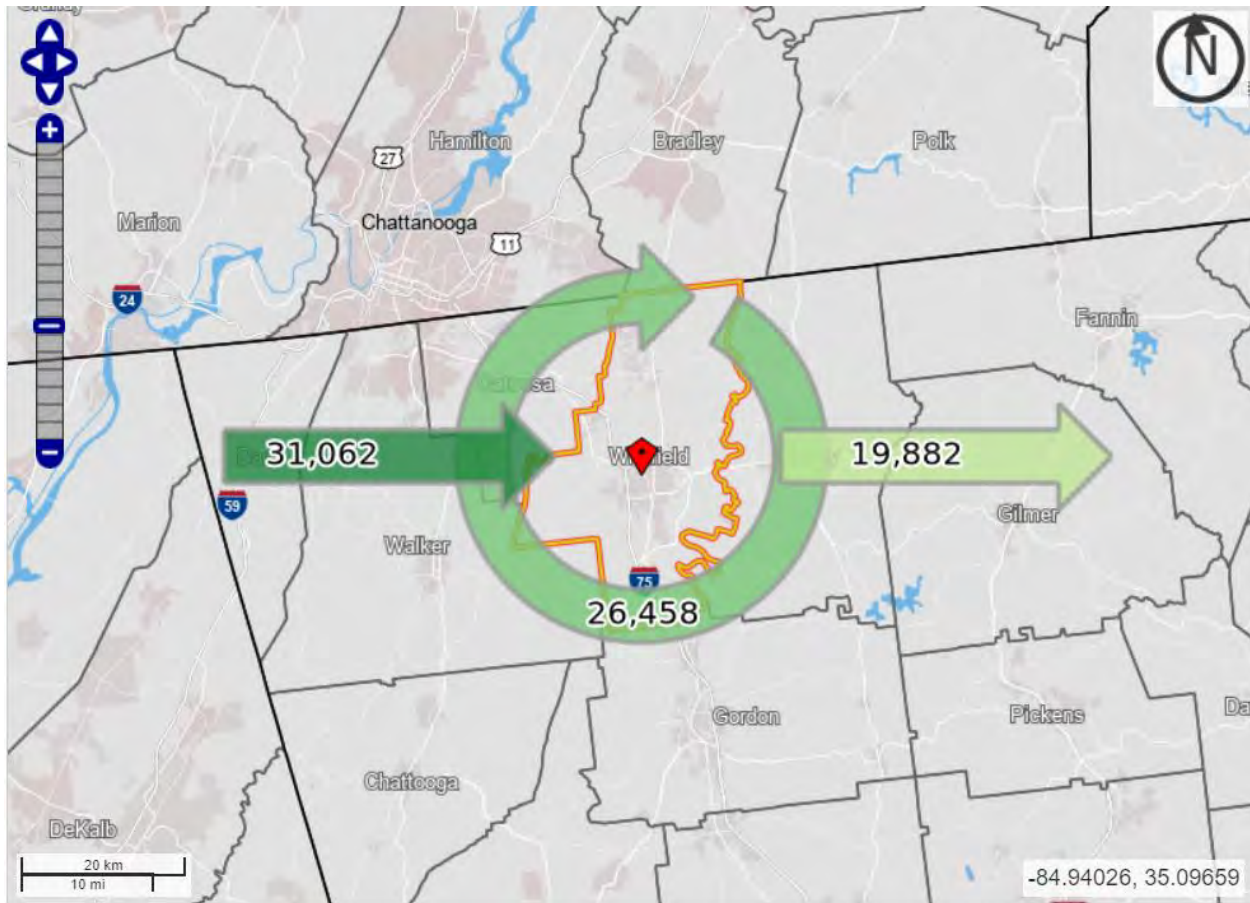 N
Hamilton
Bradley
Polk
27
Chattanooga
Marion
11
24
Fannin
31,062
Whitfield
19,882
59
Gilmer
Walker
75
26,458
Gordon
Pickens
Chattooga
DeKalb
20 km
10 mi
-84.94026, 35.09659